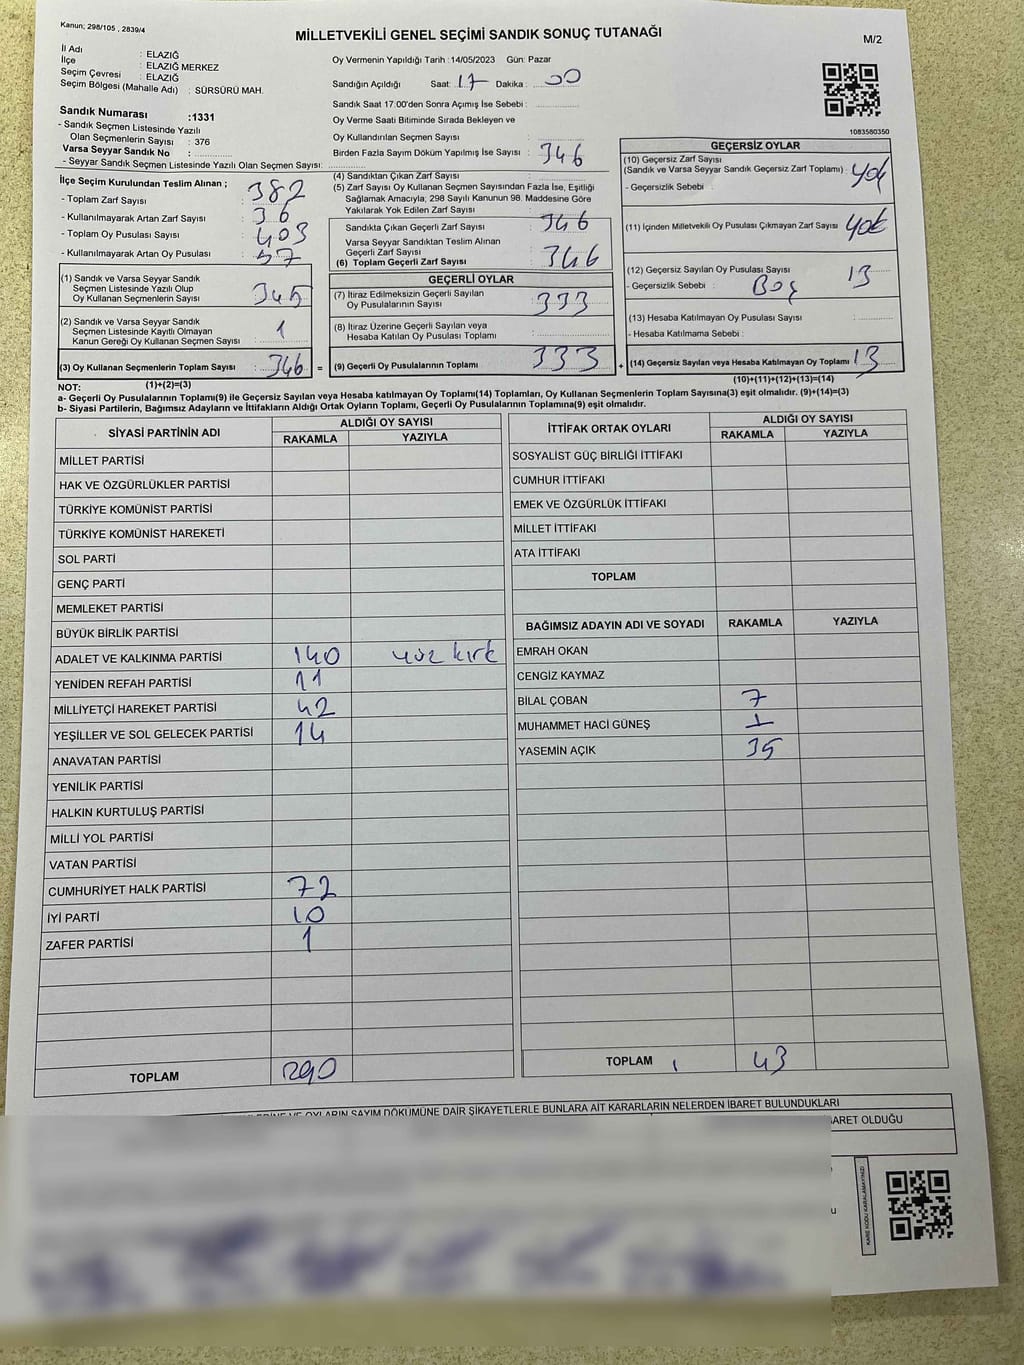 Kanun; 298/105 , 2839/4
MİLLETVEKİLİ GENEL SEÇİMİ SANDIK SONUÇ TUTANAĞI
M/2
İl Adı : ELAZIĞ
İlçe : ELAZIĞ MERKEZ
Seçim Çevresi : ELAZIĞ
Seçim Bölgesi (Mahalle Adı) : SÜRSÜRÜ MAH.
Sandık Numarası :1331
- Sandık Seçmen Listesinde Yazılı
Olan Seçmenlerin Sayısı : 376
Varsa Seyyar Sandık No :
- Seyyar Sandık Seçmen Listesinde Yazılı Olan Seçmen Sayısı:
Oy Vermenin Yapıldığı Tarih :14/05/2023 Gün: Pazar
Sandığın Açıldığı Saat: 17 Dakika : 00
Sandık Saat 17:00'den Sonra Açımış İse Sebebi :
Oy Verme Saati Bitiminde Sırada Bekleyen ve
Oy Kullandırılan Seçmen Sayısı :
Birden Fazla Sayım Döküm Yapılmış İse Sayısı : 346
1083580350
İlçe Seçim Kurulundan Teslim Alınan ;
- Toplam Zarf Sayısı : 382
- Kullanılmayarak Artan Zarf Sayısı : 36
- Toplam Oy Pusulası Sayısı : 403
- Kullanılmayarak Artan Oy Pusulası : 57
(1) Sandık ve Varsa Seyyar Sandık
Seçmen Listesinde Yazılı Olup
Oy Kullanan Seçmenlerin Sayısı : 345
(2) Sandık ve Varsa Seyyar Sandık
Seçmen Listesinde Kayıtlı Olmayan
Kanun Gereği Oy Kullanan Seçmen Sayısı : 1
(3) Oy Kullanan Seçmenlerin Toplam Sayısı : 346 =
(4) Sandıktan Çıkan Zarf Sayısı :
(5) Zarf Sayısı Oy Kullanan Seçmen Sayısından Fazla İse, Eşitliği
Sağlamak Amacıyla, 298 Sayılı Kanunun 98. Maddesine Göre
Yakılarak Yok Edilen Zarf Sayısı :
Sandıkta Çıkan Geçerli Zarf Sayısı : 346
Varsa Seyyar Sandıktan Teslim Alınan
Geçerli Zarf Sayısı :
(6) Toplam Geçerli Zarf Sayısı : 346
GEÇERLİ OYLAR
(7) İtiraz Edilmeksizin Geçerli Sayılan
Oy Pusulalarının Sayısı : 333
(8) İtiraz Üzerine Geçerli Sayılan veya
Hesaba Katılan Oy Pusulası Toplamı :
(9) Geçerli Oy Pusulalarının Toplamı : 333 +
GEÇERSİZ OYLAR
(10) Geçersiz Zarf Sayısı
(Sandık ve Varsa Seyyar Sandık Geçersiz Zarf Toplamı) : Yok
- Geçersizlik Sebebi :
(11) İçinden Milletvekili Oy Pusulası Çıkmayan Zarf Sayısı : Yok
(12) Geçersiz Sayılan Oy Pusulası Sayısı : 13
- Geçersizlik Sebebi : Boş
(13) Hesaba Katılmayan Oy Pusulası Sayısı :
- Hesaba Katılmama Sebebi :
(14) Geçersiz Sayılan veya Hesaba Katılmayan Oy Toplamı : 13
NOT: (1)+(2)=(3)
(10)+(11)+(12)+(13)=(14)
a- Geçerli Oy Pusulalarının Toplamı(9) ile Geçersiz Sayılan veya Hesaba Katılmayan Oy Toplamı(14) Toplamları, Oy Kullanan Seçmenlerin Toplam Sayısına(3) eşit olmalıdır. (9)+(14)=(3)
b- Siyasi Partilerin, Bağımsız Adayların ve İttifakların Aldığı Ortak Oyların Toplamı, Geçerli Oy Pusulalarının Toplamına(9) eşit olmalıdır.
SİYASİ PARTİNİN ADI
ALDIĞI OY SAYISI
RAKAMLA YAZIYLA
MİLLET PARTİSİ
HAK VE ÖZGÜRLÜKLER PARTİSİ
TÜRKİYE KOMÜNİST PARTİSİ
TÜRKİYE KOMÜNİST HAREKETİ
SOL PARTİ
GENÇ PARTİ
MEMLEKET PARTİSİ
BÜYÜK BİRLİK PARTİSİ
ADALET VE KALKINMA PARTİSİ 140 yüz kırk
YENİDEN REFAH PARTİSİ 11
MİLLİYETÇİ HAREKET PARTİSİ 42
YEŞİLLER VE SOL GELECEK PARTİSİ 14
ANAVATAN PARTİSİ
YENİLİK PARTİSİ
HALKIN KURTULUŞ PARTİSİ
MİLLİ YOL PARTİSİ
VATAN PARTİSİ
CUMHURİYET HALK PARTİSİ 72
İYİ PARTİ 10
ZAFER PARTİSİ 1
TOPLAM 290
İTTİFAK ORTAK OYLARI
ALDIĞI OY SAYISI
RAKAMLA YAZIYLA
SOSYALİST GÜÇ BİRLİĞİ İTTİFAKI
CUMHUR İTTİFAKI
EMEK VE ÖZGÜRLÜK İTTİFAKI
MİLLET İTTİFAKI
ATA İTTİFAKI
TOPLAM
BAĞIMSIZ ADAYIN ADI VE SOYADI RAKAMLA YAZIYLA
EMRAH OKAN
CENGİZ KAYMAZ
BİLAL ÇOBAN 7
MUHAMMET HACİ GÜNEŞ 1
YASEMİN AÇIK 35
TOPLAM 43
OYLARIN SAYIM DÖKÜMÜNE DAİR ŞİKAYETLERLE BUNLARA AİT KARARLARIN NELERDEN İBARET BULUNDUKLARI
OLDUĞU
KARE KODU KARALAMAYINIZ!